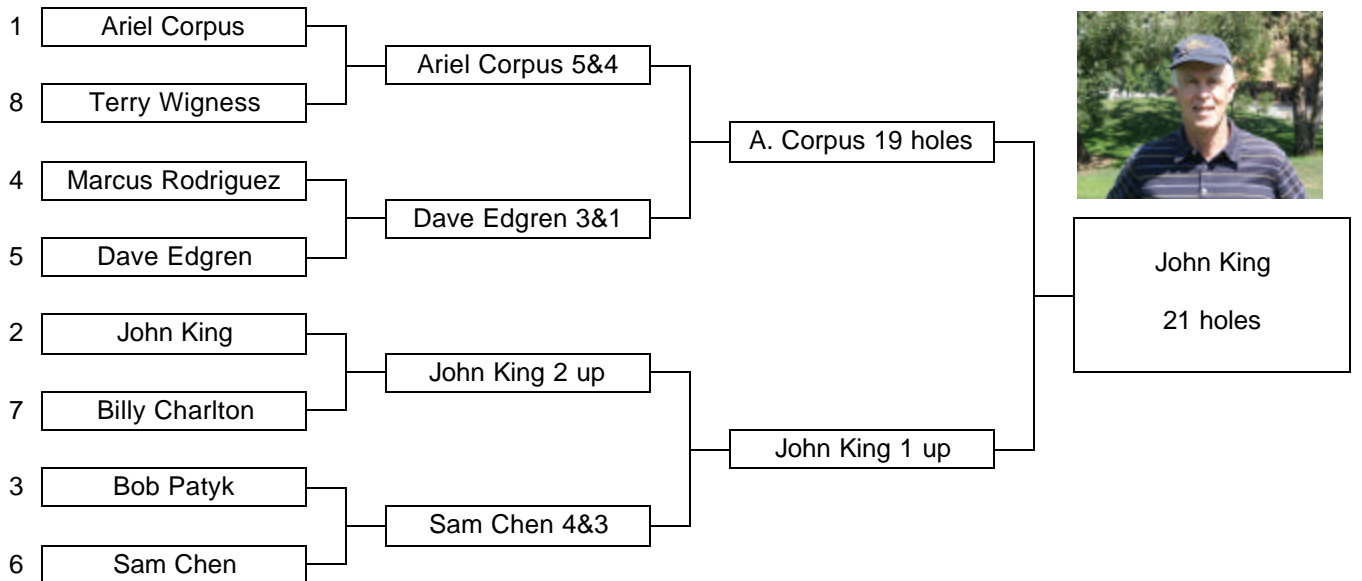 1 Ariel Corpus
8 Terry Wigness
4 Marcus Rodriguez
5 Dave Edgren
2 John King
7 Billy Charlton
3 Bob Patyk
6 Sam Chen
Ariel Corpus 5&4
Dave Edgren 3&1
John King 2 up
Sam Chen 4&3
A. Corpus 19 holes
John King 1 up
John King
21 holes